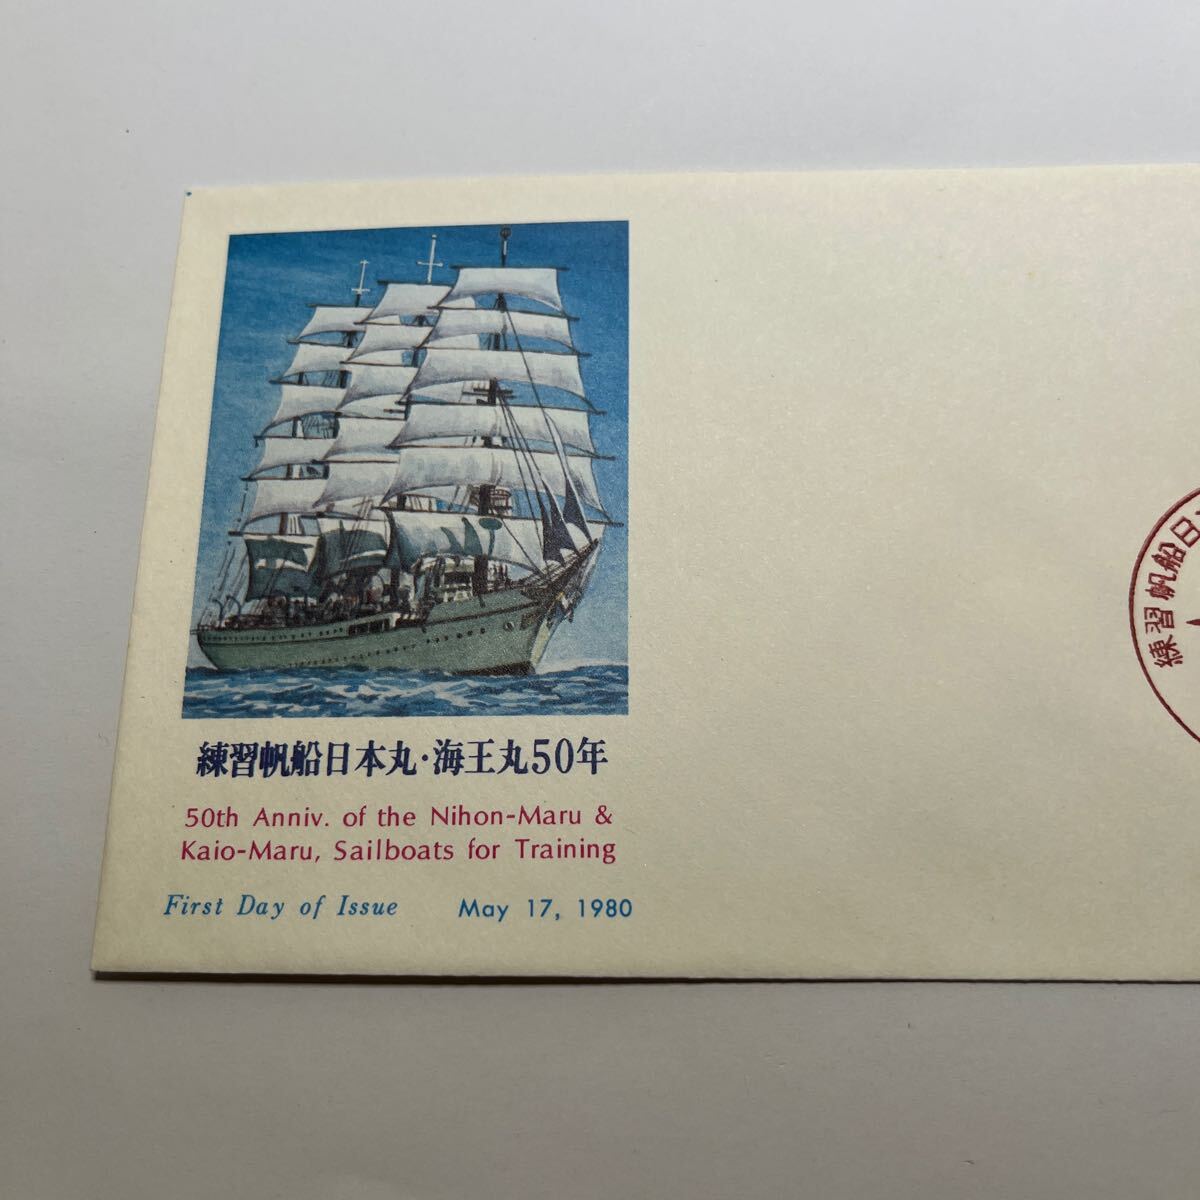 練習帆船日本丸・海王丸50年
50th Anniv. of the Nihon-Maru &
Kaio-Maru, Sailboats for Training
First Day of Issue May 17, 1980
練習帆船日